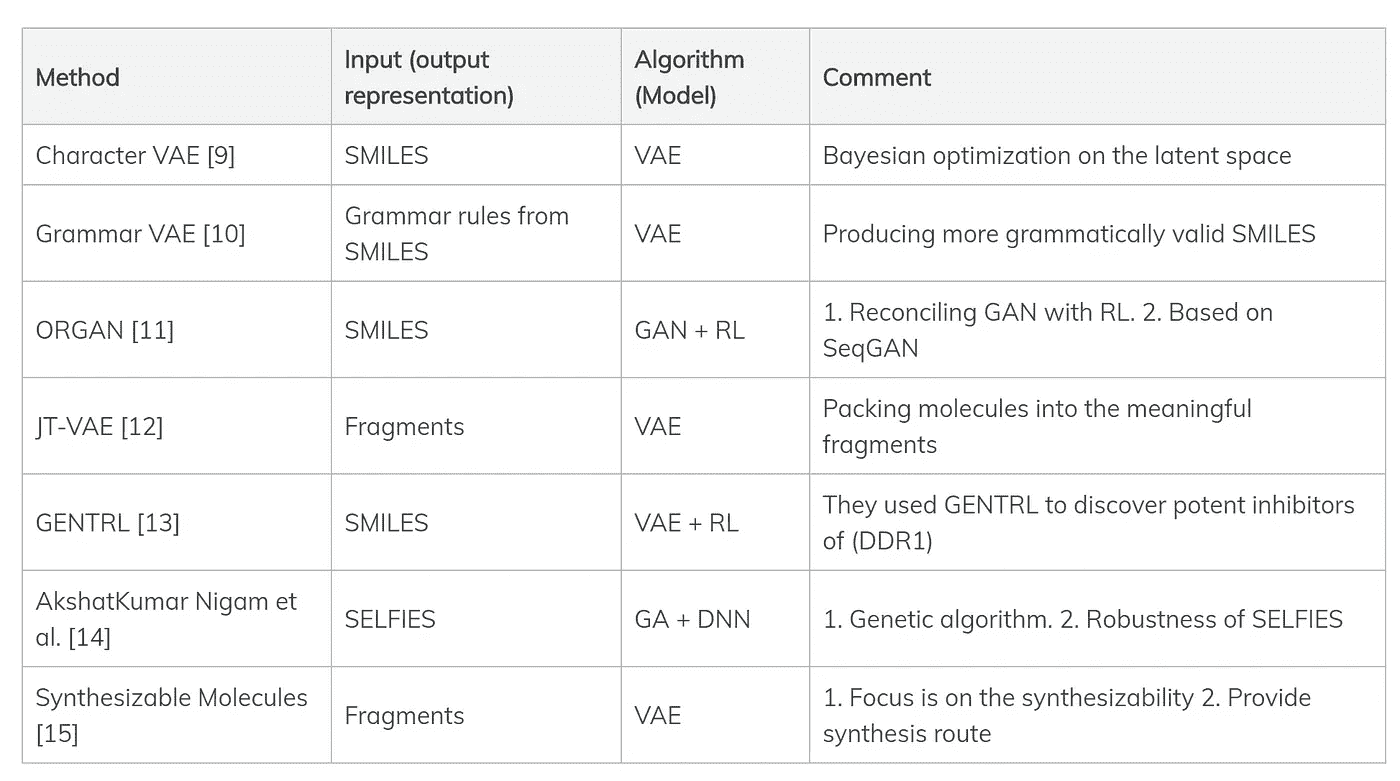 Method
Input (output
representation)
Algorithm
(Model)
Comment
Character VAE [9]
SMILES
VAE
Bayesian optimization on the latent space
Grammar VAE [10]
Grammar rules from
SMILES
VAE
Producing more grammatically valid SMILES
ORGAN [11]
SMILES
GAN + RL
1. Reconciling GAN with RL. 2. Based on
SeqGAN
JT-VAE [12]
Fragments
VAE
Packing molecules into the meaningful
fragments
GENTRL [13]
SMILES
VAE + RL
They used GENTRL to discover potent inhibitors
of (DDR1)
AkshatKumar Nigam et
al. [14]
SELFIES
GA + DNN
1. Genetic algorithm. 2. Robustness of SELFIES
Synthesizable Molecules
[15]
Fragments
VAE
1. Focus is on the synthesizability 2. Provide
synthesis route